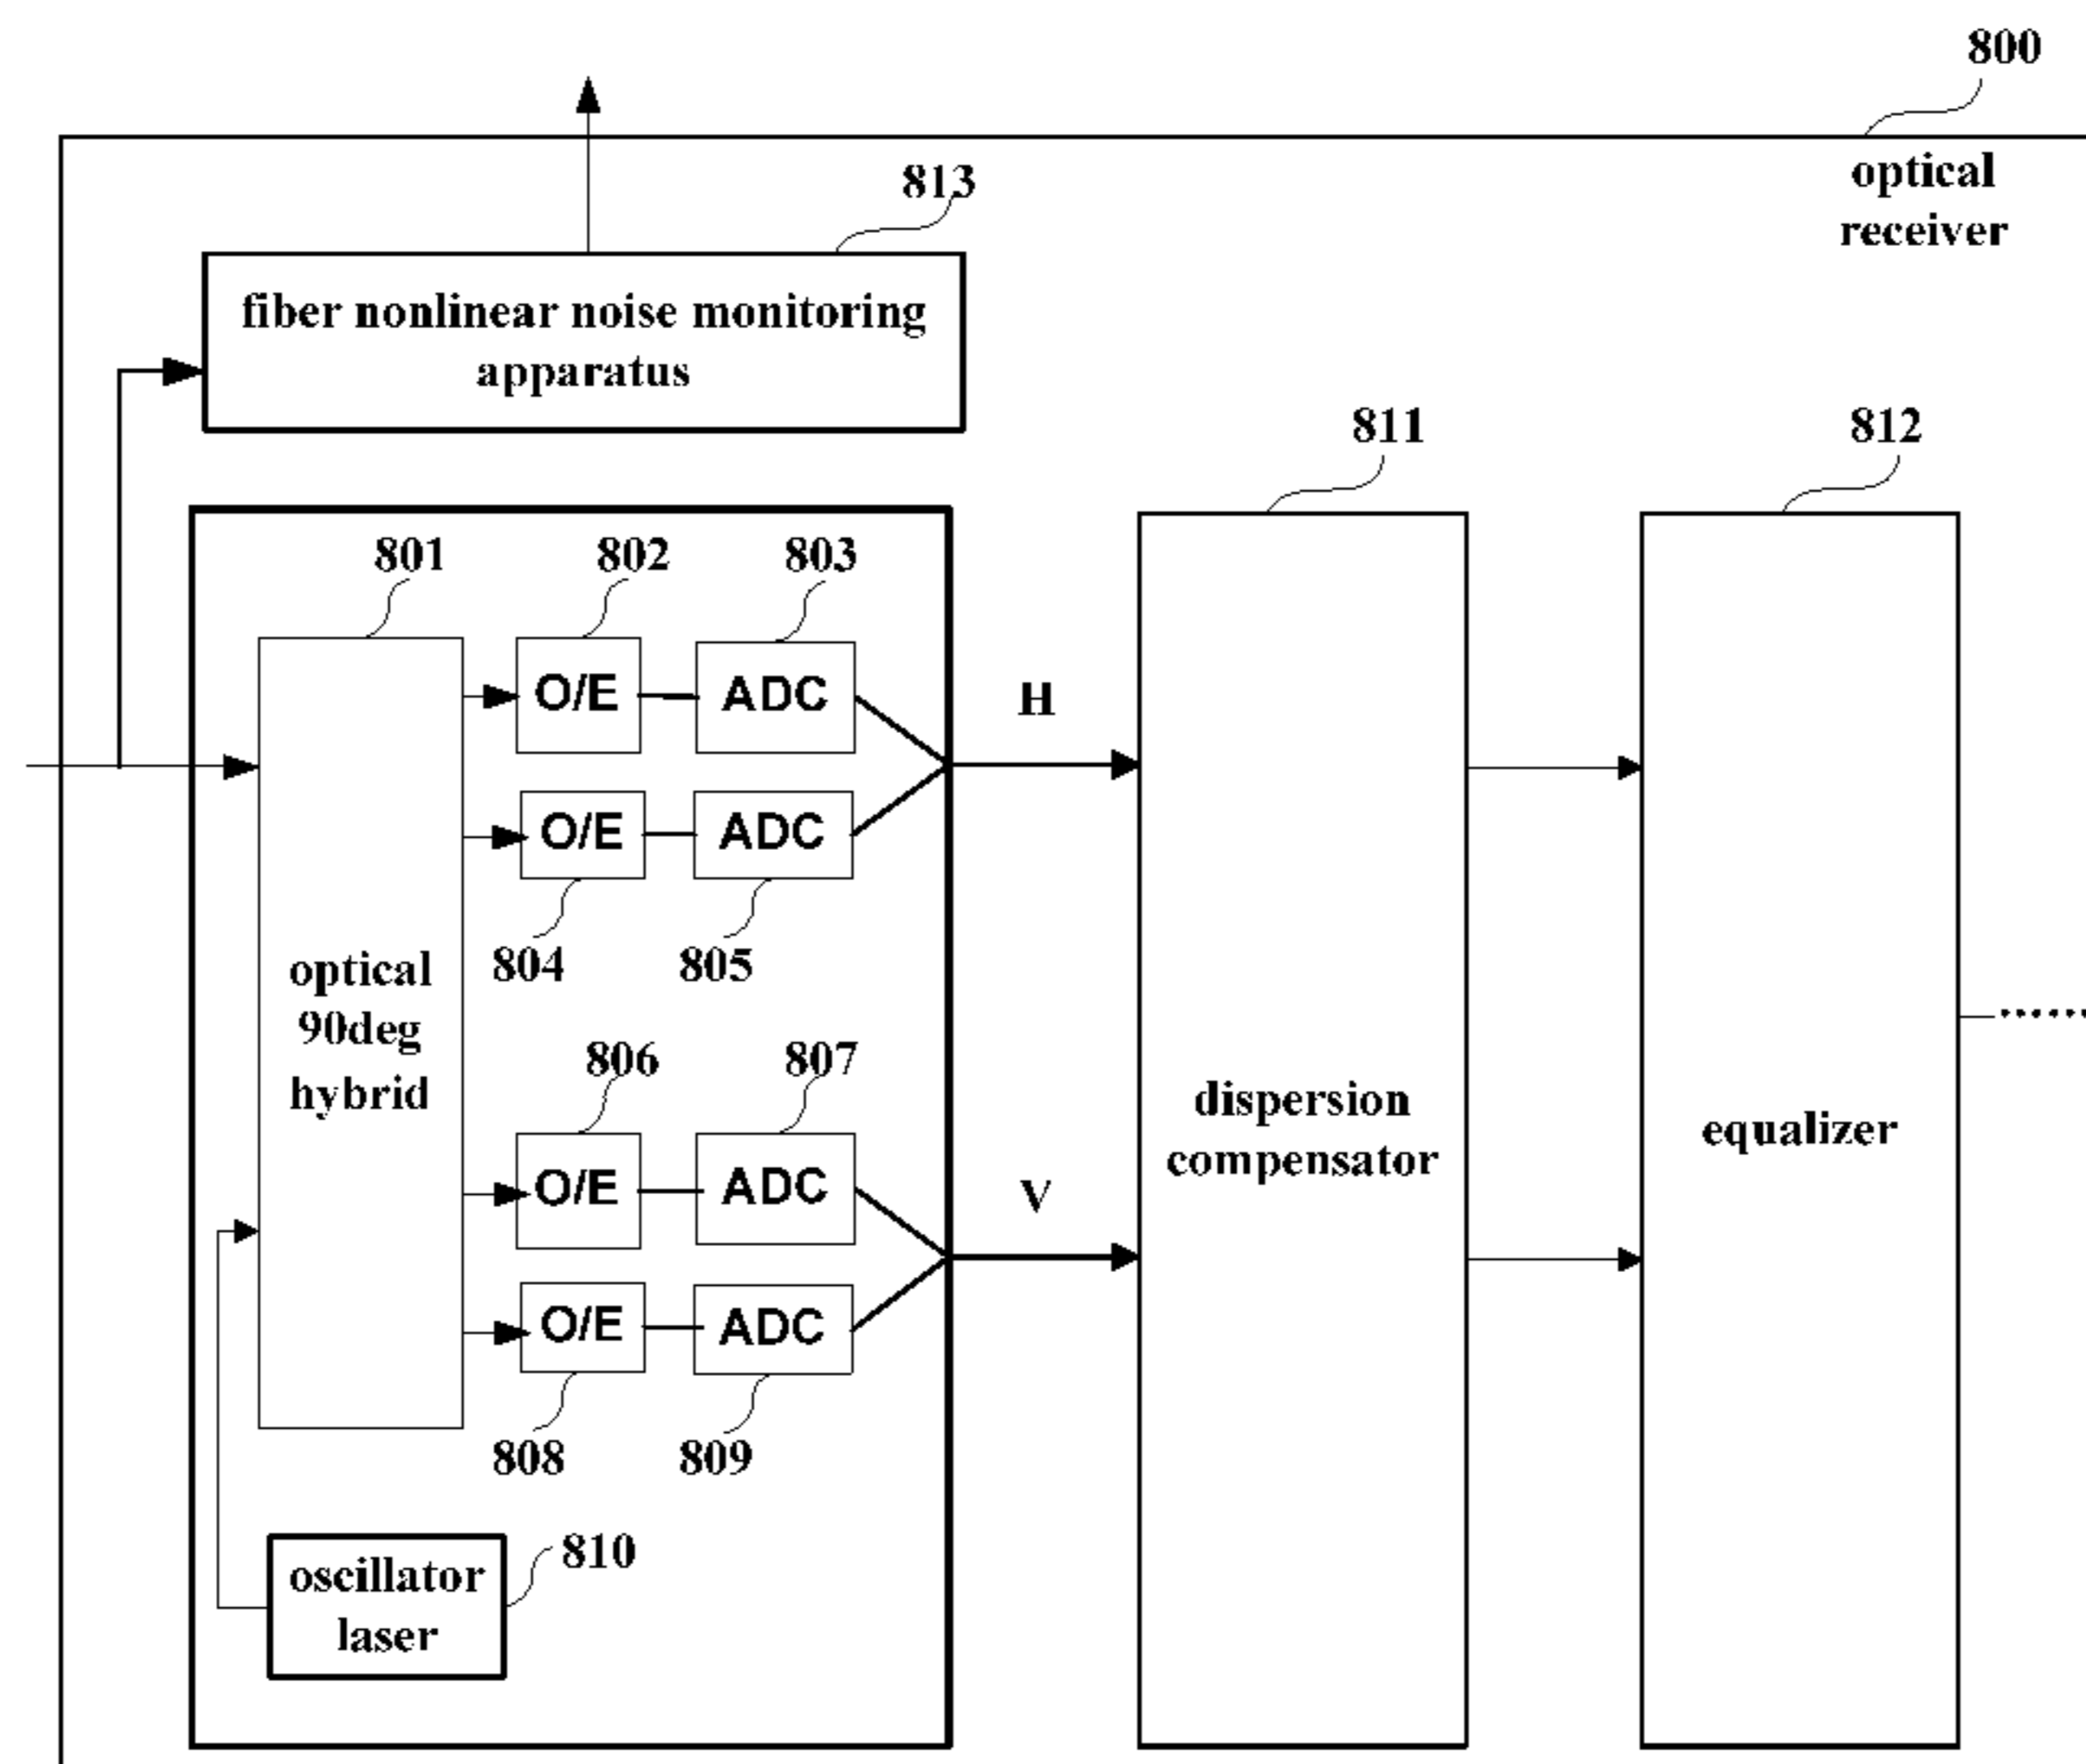 800
optical
receiver
813
fiber nonlinear noise monitoring
apparatus
811
812
801
802
803
O/E
ADC
H
O/E
ADC
804
805
optical
90deg
hybrid
806
807
dispersion
compensator
equalizer
O/E
ADC
V
O/E
ADC
808
809
810
oscillator
laser